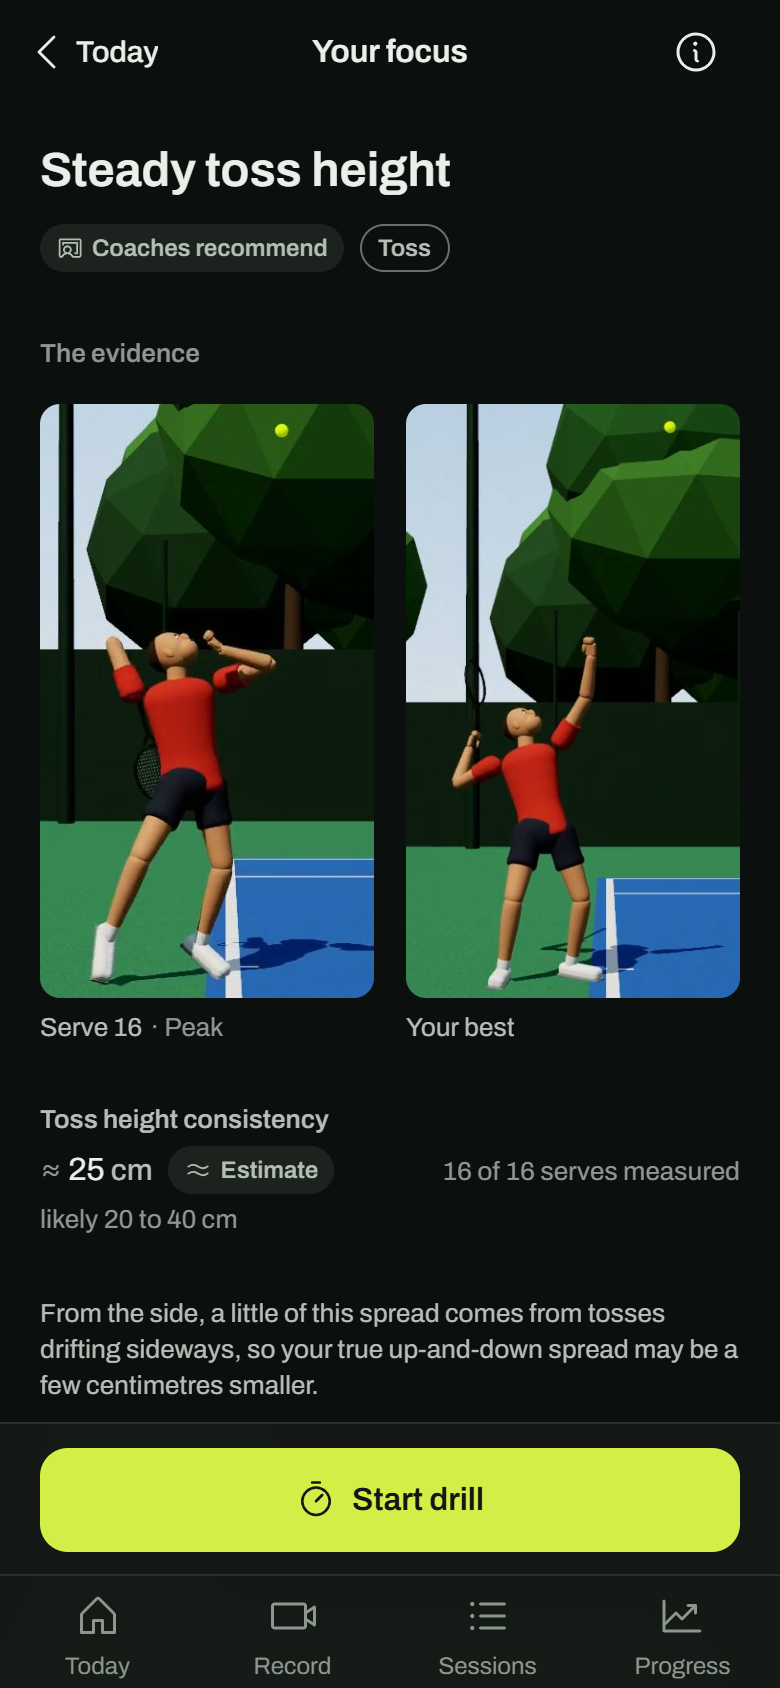 Today
Your focus
Steady toss height
Coaches recommend
Toss
The evidence
Serve 16 · Peak
Your best
Toss height consistency
≈ 25 cm
≈ Estimate
16 of 16 serves measured
likely 20 to 40 cm
From the side, a little of this spread comes from tosses
drifting sideways, so your true up-and-down spread may be a
few centimetres smaller.
Start drill
Today
Record
Sessions
Progress